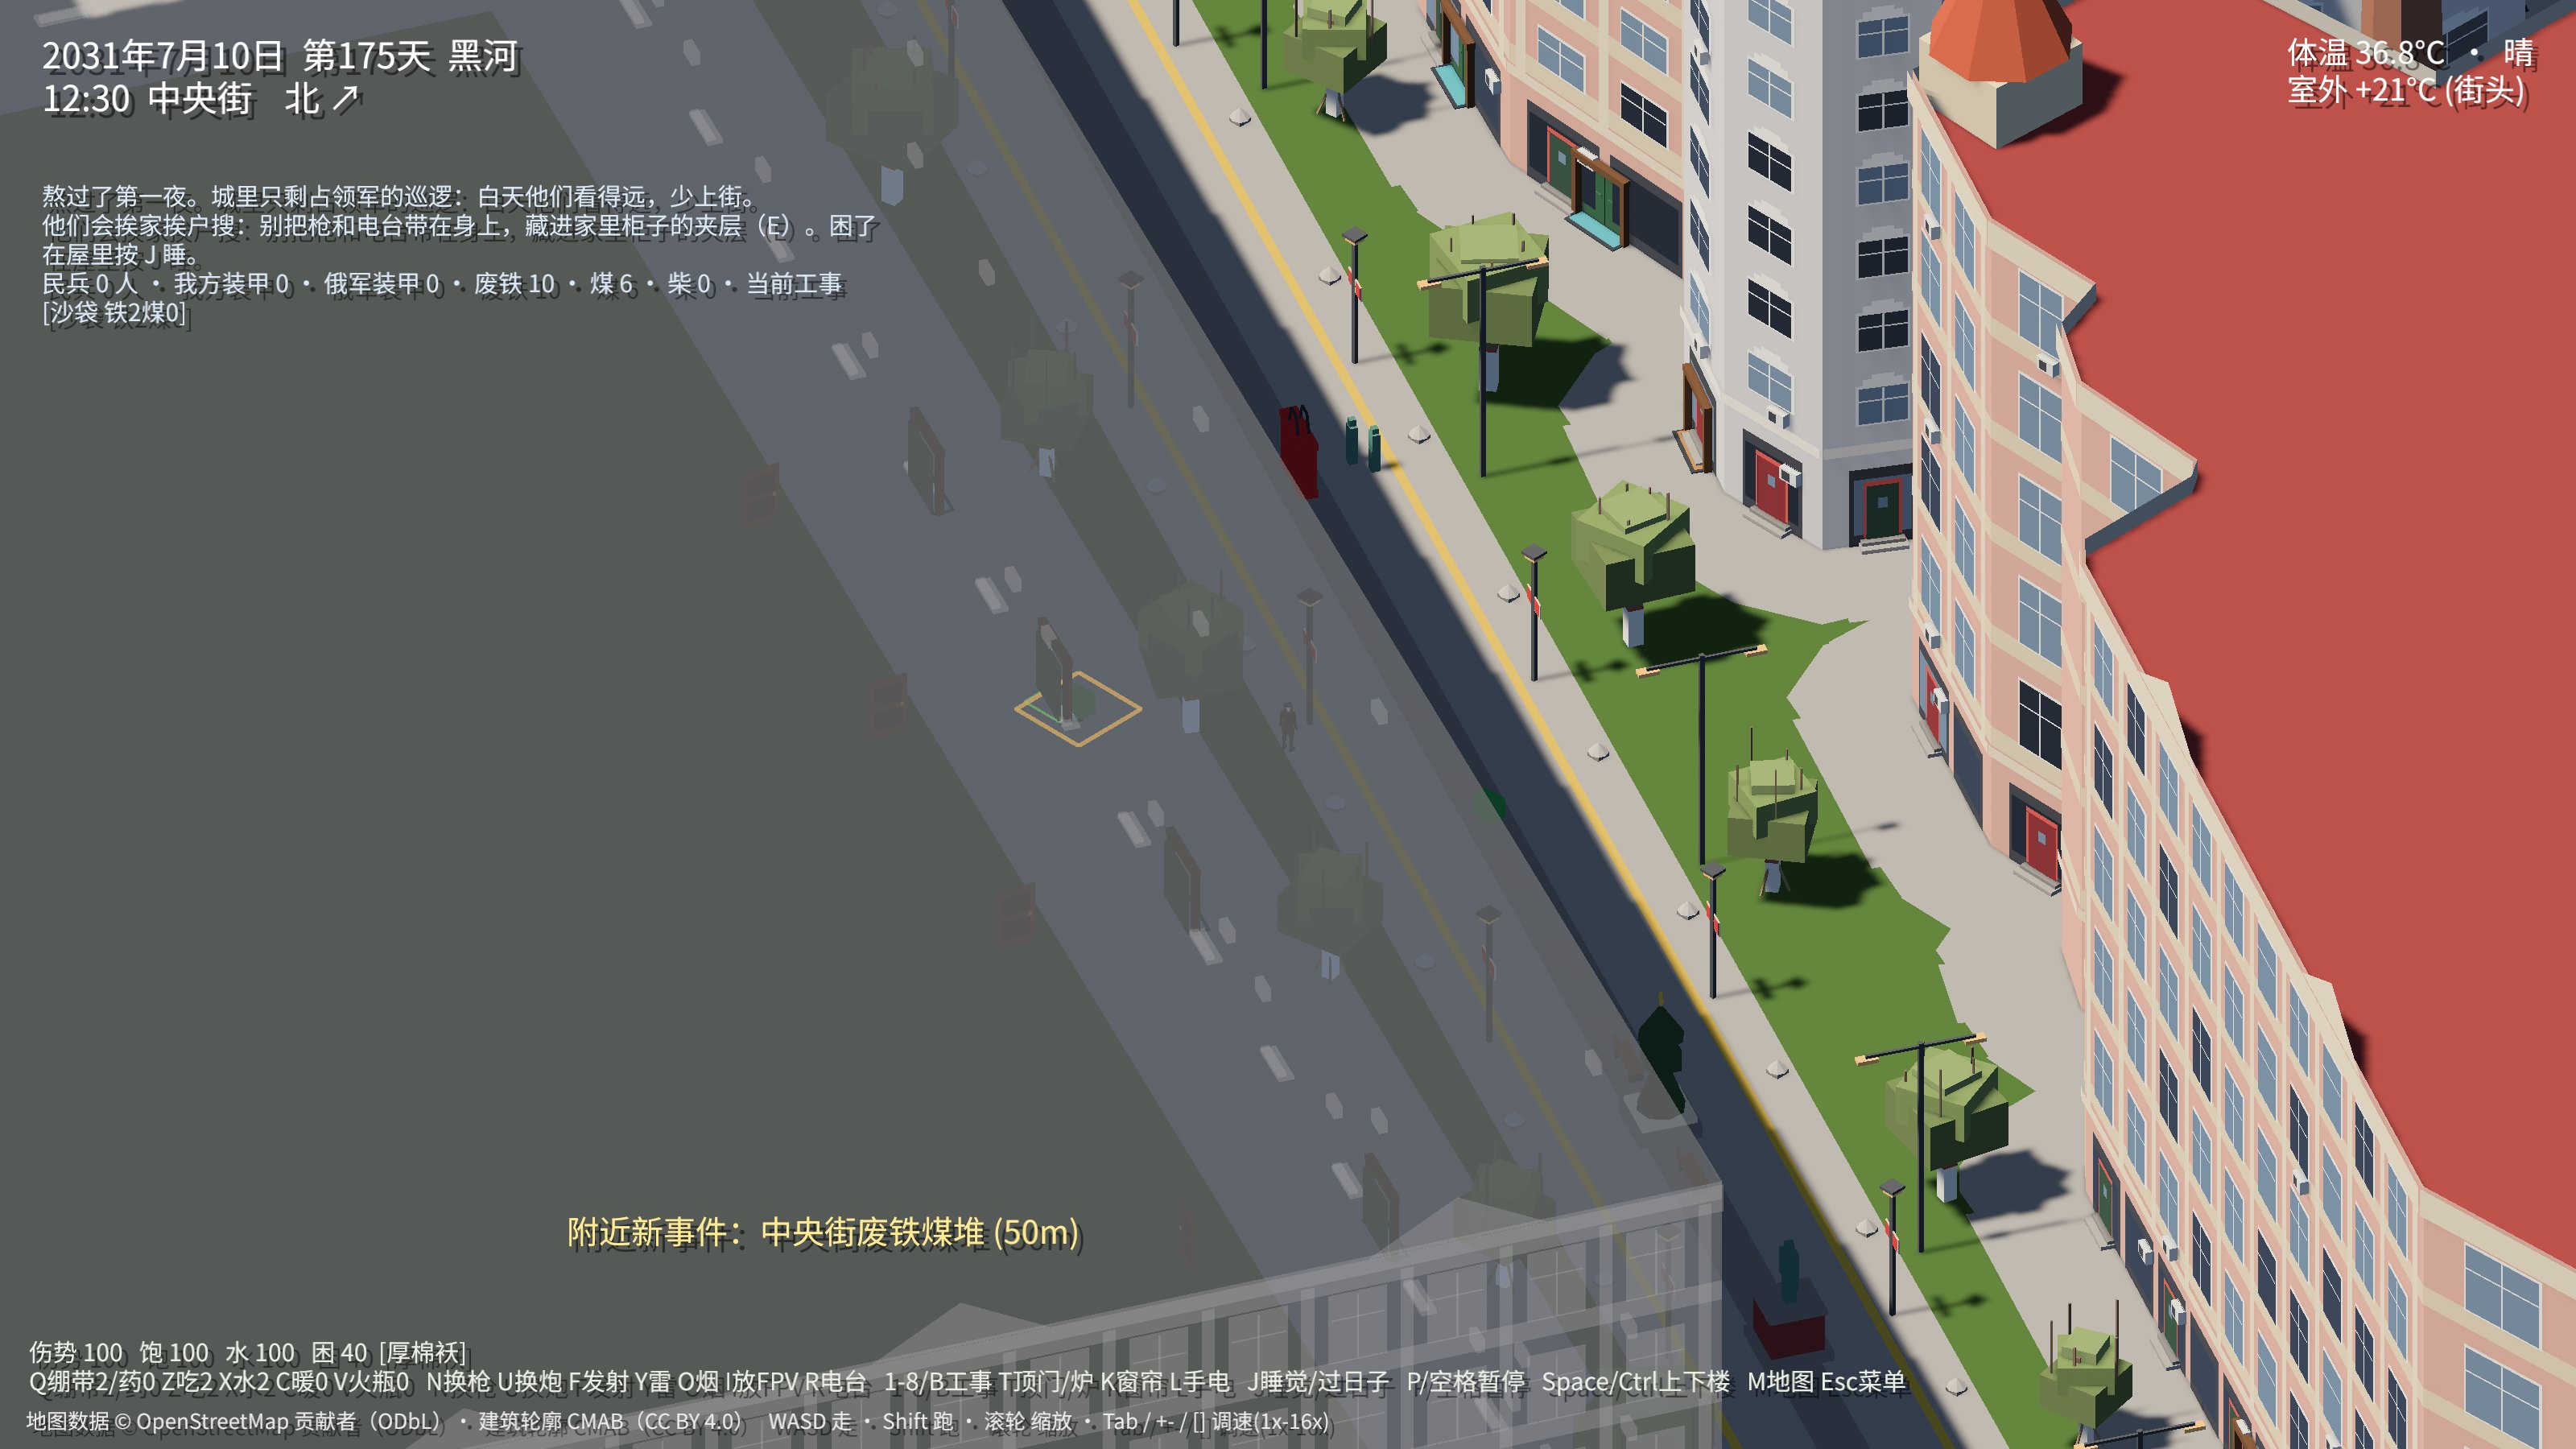 2031年7月10日 第175天 黑河
12:30 中央街 北 ↗
体温 36.8°C · 晴
室外 +21°C (街头)
熬过了第一夜。城里只剩占领军的巡逻：白天他们看得远，少上街。
他们会挨家挨户搜：别把枪和电台带在身上，藏进家里柜子的夹层（E）。困了
在屋里按 J 睡。
民兵 0 人 · 我方装甲 0 · 俄军装甲 0 · 废铁 10 · 煤 6 · 柴 0 · 当前工事
[沙袋 铁2煤0]
附近新事件：中央街废铁煤堆 (50m)
伤势 100 饱 100 水 100 困 40 [厚棉袄]
Q绷带2/药0 Z吃2 X水2 C暖0 V火瓶0 N换枪 U换炮 F发射 Y雷 O烟 I放FPV R电台 1-8/B工事 T顶门/炉 K窗帘 L手电 J睡觉/过日子 P/空格暂停 Space/Ctrl上下楼 M地图 Esc菜单
地图数据 © OpenStreetMap 贡献者（ODbL） · 建筑轮廓 CMAB（CC BY 4.0） WASD 走 · Shift 跑 · 滚轮 缩放 · Tab / +- / [] 调速(1x-16x)